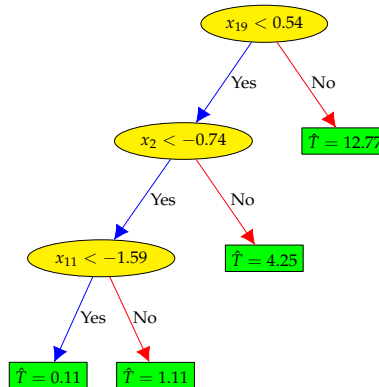 x₁₉ < 0.54
Yes
No
x₂ < −0.74
T̂ = 12.77
Yes
No
x₁₁ < −1.59
T̂ = 4.25
Yes
No
T̂ = 0.11
T̂ = 1.11